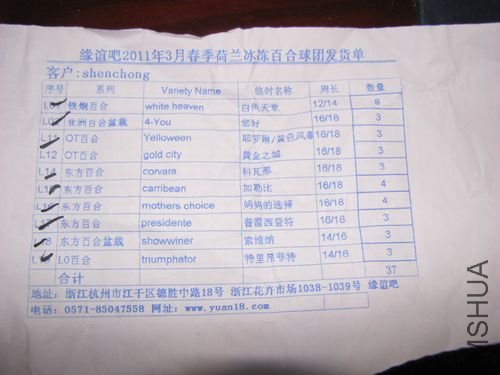 缘谊吧2011年3月春季荷兰冰冻百合球团发货单
客户:shenchong
序号 系列 Variety Name 临时名称 周长 数量
铁炮百合 white heaven 白色天堂 12/14
亚洲百合盆栽 4-You 您好 16/18 3
L11 OT百合 Yelloween 耶罗琳/黄色风暴 16/18 3
L12 OT百合 gold city 黄金之城 16/18 3
L14 东方百合 corvara 科瓦那 16/18 3
东方百合 carribean 加勒比 16/18 4
东方百合 mothers choice 妈妈的选择 16/18 4
东方百合 presidente 普雷西登特 16/18 3
东方百合盆栽 showwiner 索维纳 14/16 3
LO百合 triumphator 特里昂菲特 14/16 3
合计 37
地址: 浙江杭州市江干区德胜中路18号 浙江花卉市场1038-1039号 缘谊吧
电话: 0571-85047558 网址: www.yuan18.com
MSHUA